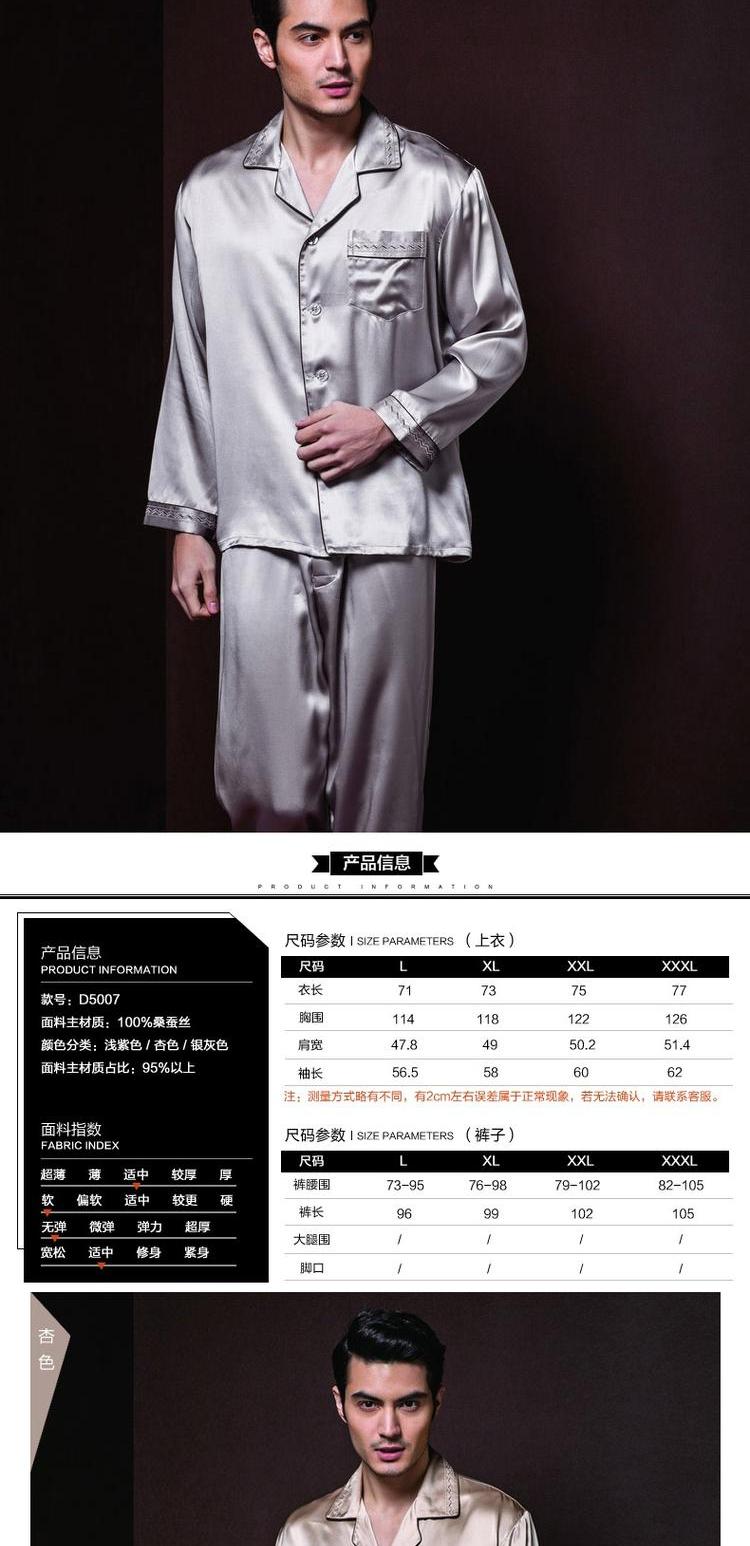 产品信息
PRODUCT INFORMATION
产品信息
PRODUCT INFORMATION
款号：D5007
面料主材质：100%桑蚕丝
颜色分类：浅紫色 / 杏色 / 银灰色
面料主材质占比：95%以上
面料指数
FABRIC INDEX
超薄 薄 适中 较厚 厚
软 偏软 适中 较更 硬
无弹 微弹 弹力 超厚
宽松 适中 修身 紧身
尺码参数 I SIZE PARAMETERS （上衣）
尺码 L XL XXL XXXL
衣长 71 73 75 77
胸围 114 118 122 126
肩宽 47.8 49 50.2 51.4
袖长 56.5 58 60 62
注：测量方式略有不同，有2cm左右误差属于正常现象，若无法确认，请联系客服。
尺码参数 I SIZE PARAMETERS （裤子）
尺码 L XL XXL XXXL
裤腰围 73-95 76-98 79-102 82-105
裤长 96 99 102 105
大腿围 / / / /
脚口 / / / /
杏
色